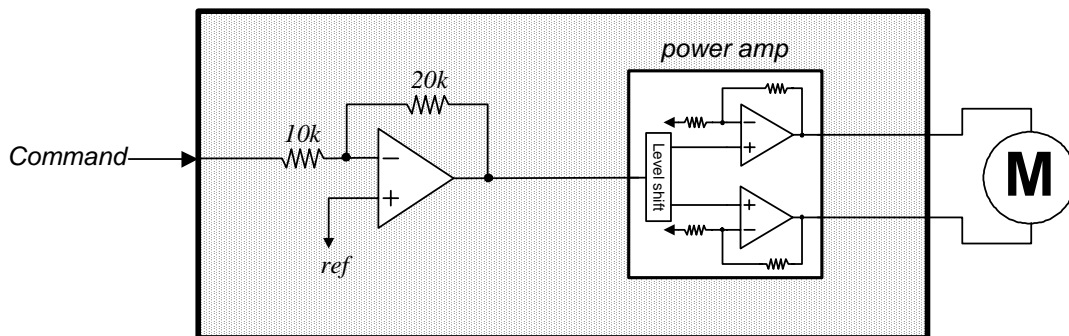 power amp
20k
10k
Command
ref
Level shift
M